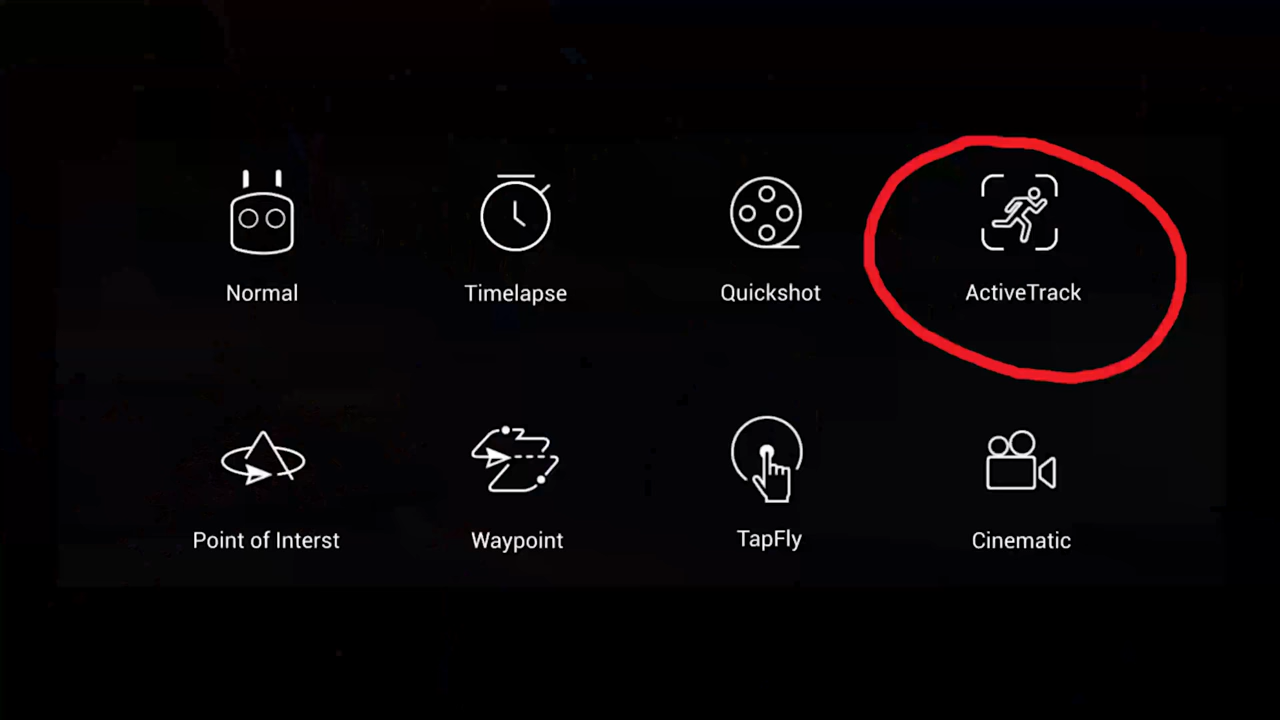 Normal
Timelapse
Quickshot
ActiveTrack
Point of Interst
Waypoint
TapFly
Cinematic